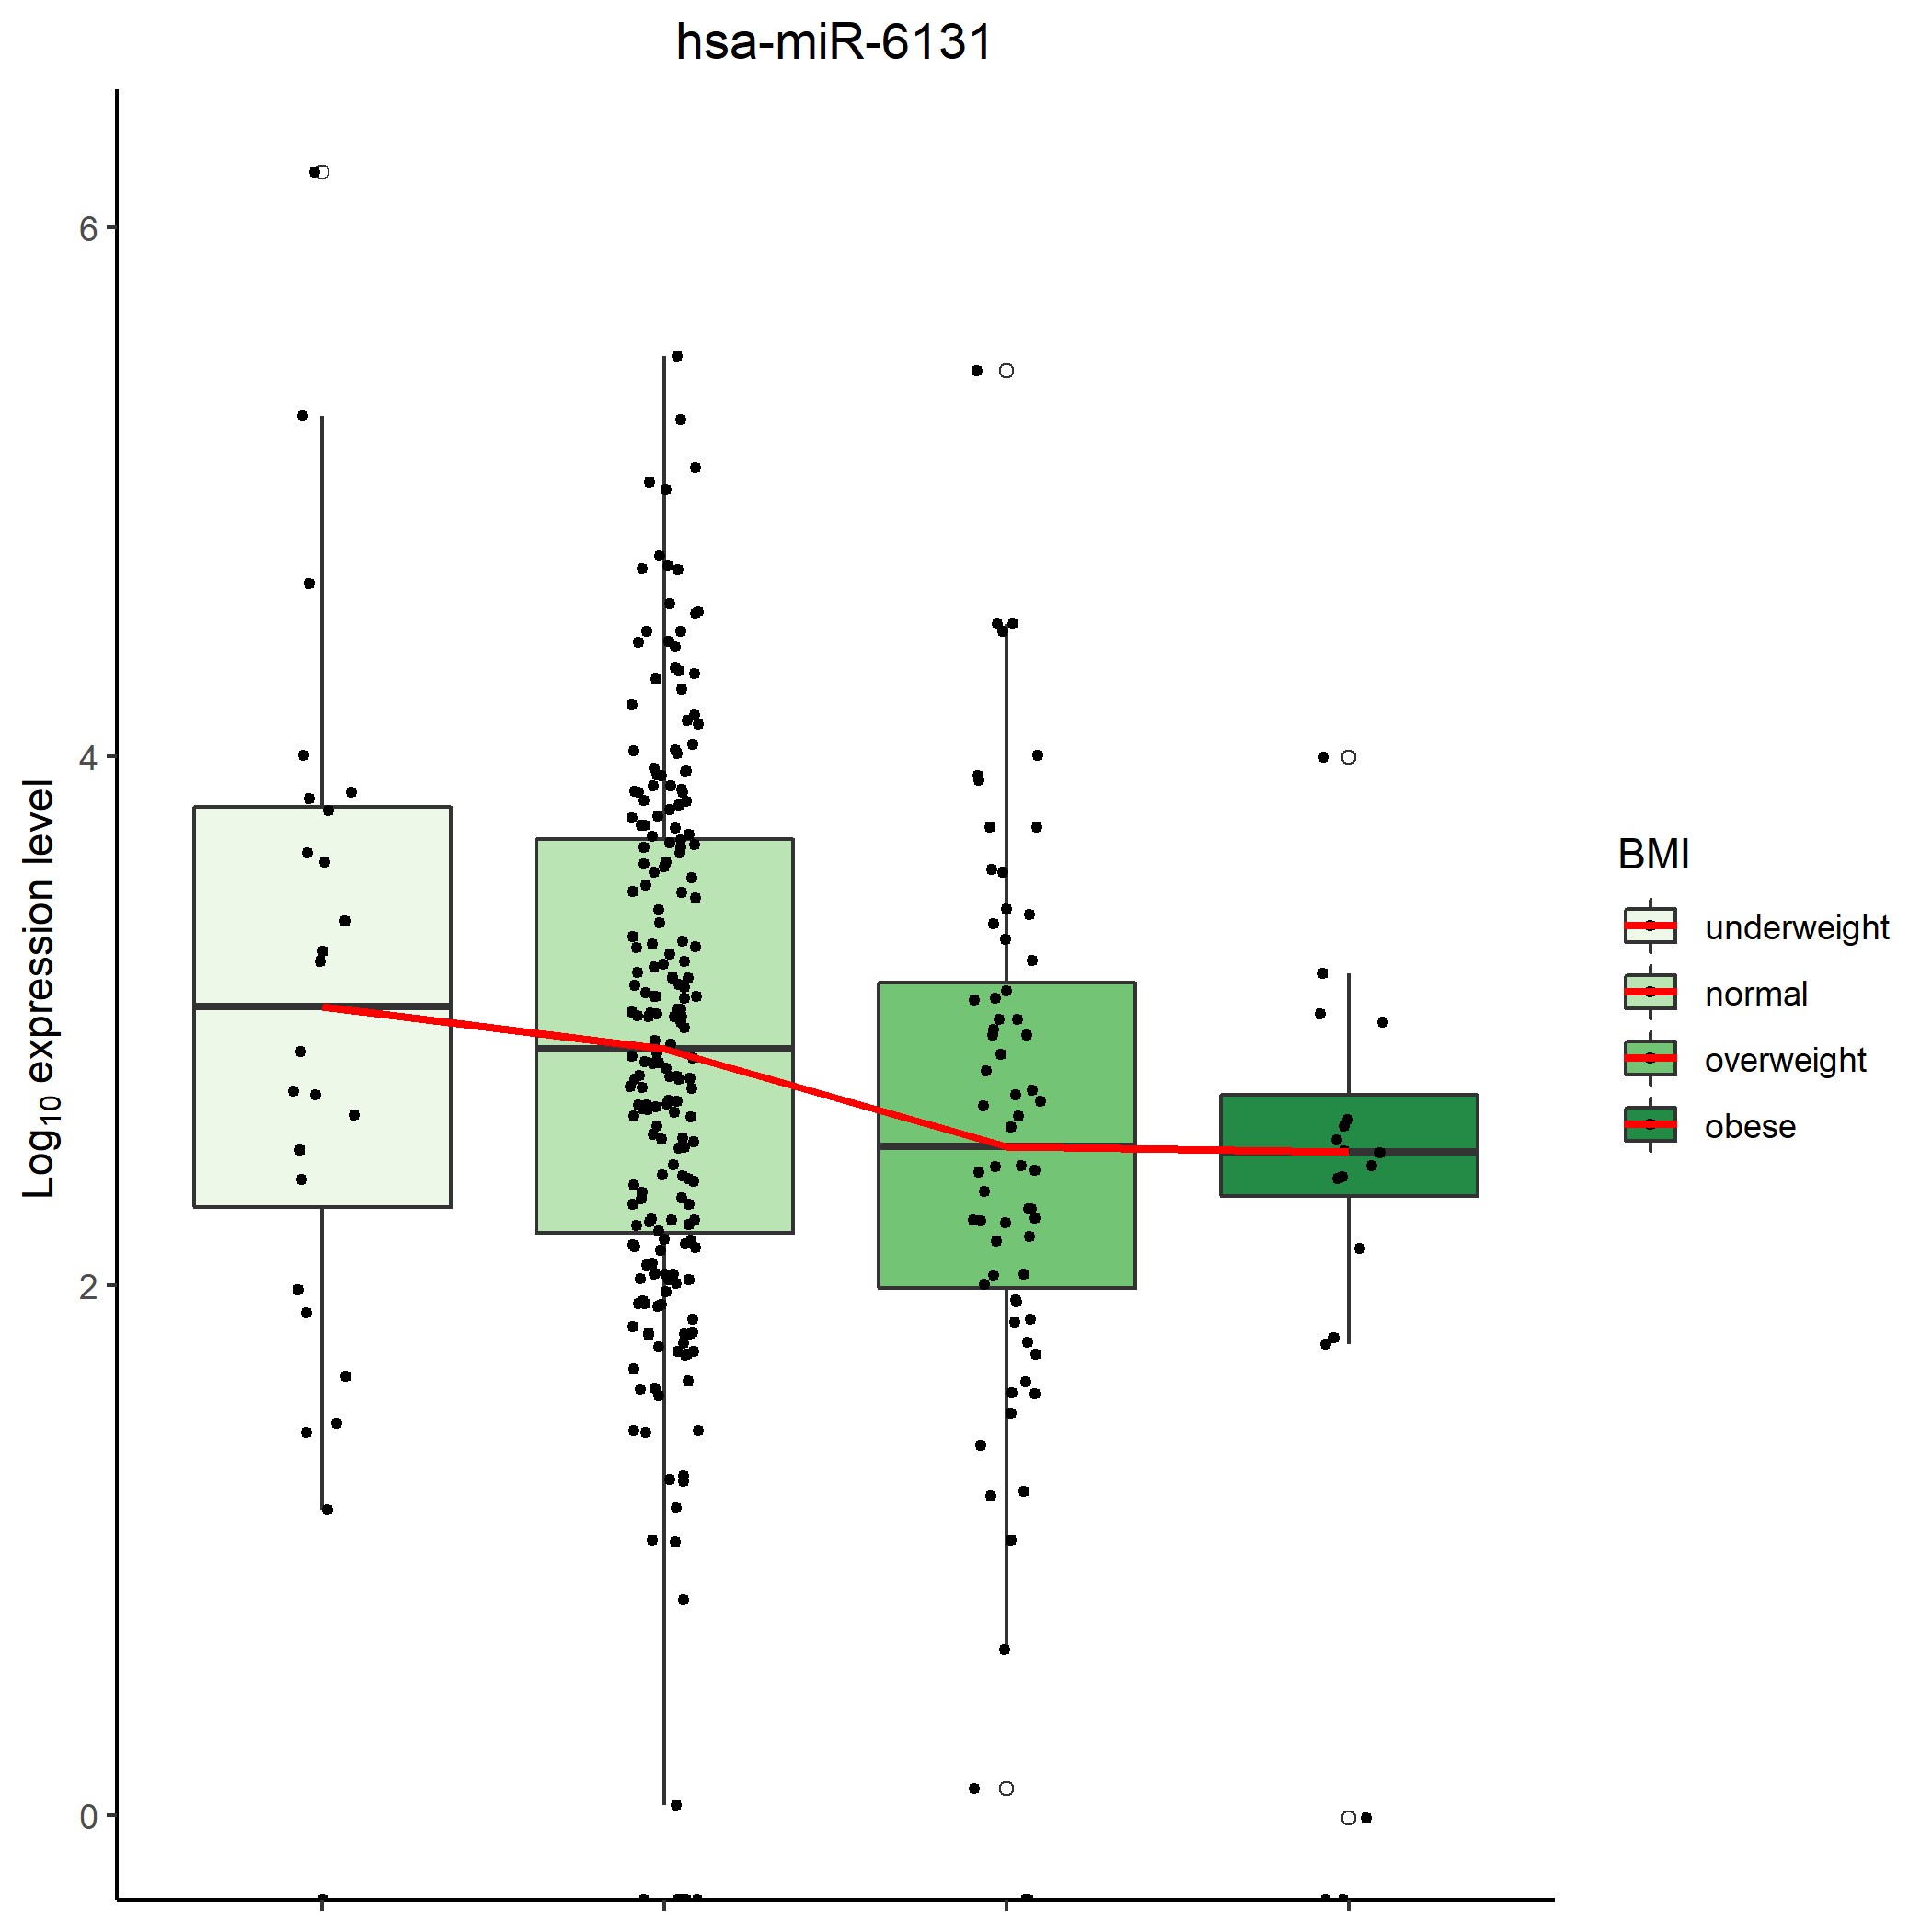 hsa-miR-6131
Log₁₀ expression level
6
4
2
0
BMI
underweight
normal
overweight
obese